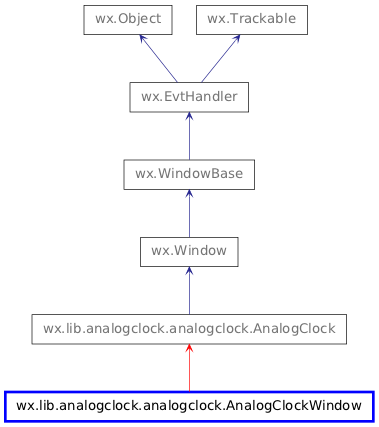 wx.Object
wx.Trackable
wx.EvtHandler
wx.WindowBase
wx.Window
wx.lib.analogclock.analogclock.AnalogClock
wx.lib.analogclock.analogclock.AnalogClockWindow